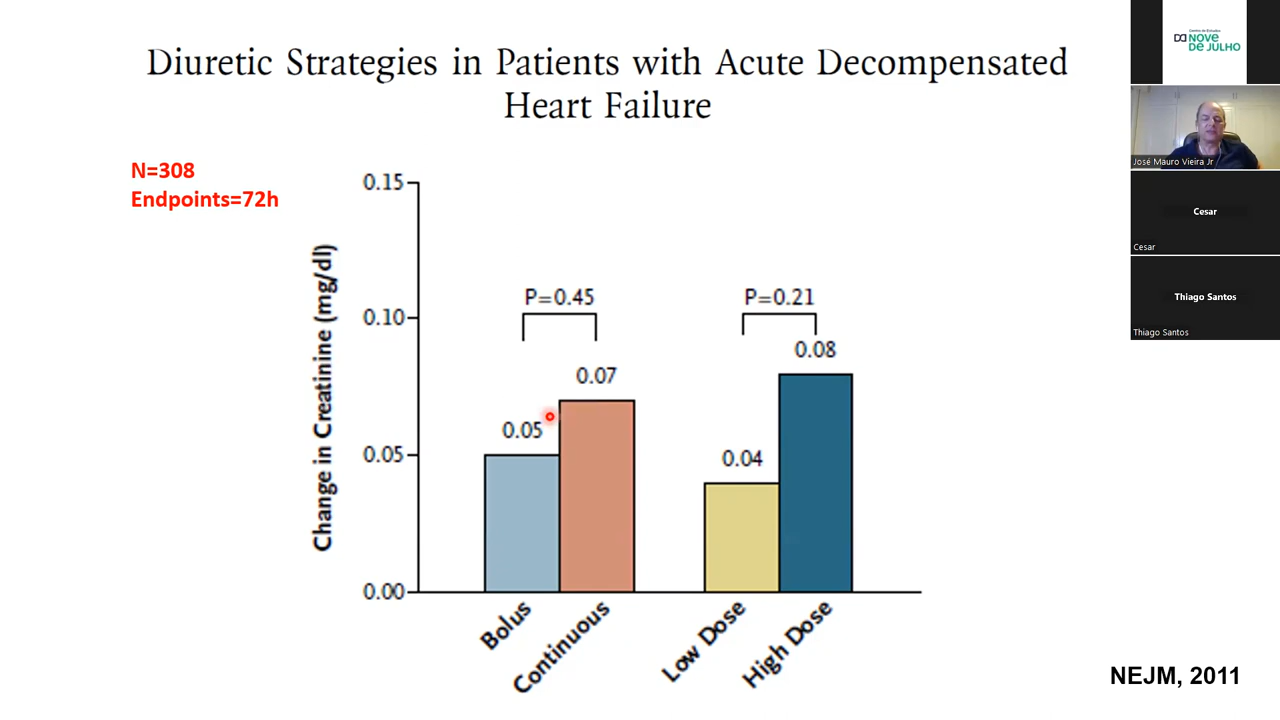 Diuretic Strategies in Patients with Acute Decompensated
Heart Failure
N=308
Endpoints=72h
Change in Creatinine (mg/dl)
0.15
0.10
0.05
0.00
P=0.45
P=0.21
0.05
0.07
0.04
0.08
Bolus
Continuous
Low Dose
High Dose
NEJM, 2011
Centro de Estudos
NOVE
DE JULHO
José Mauro Vieira Jr
Cesar
Cesar
Thiago Santos
Thiago Santos